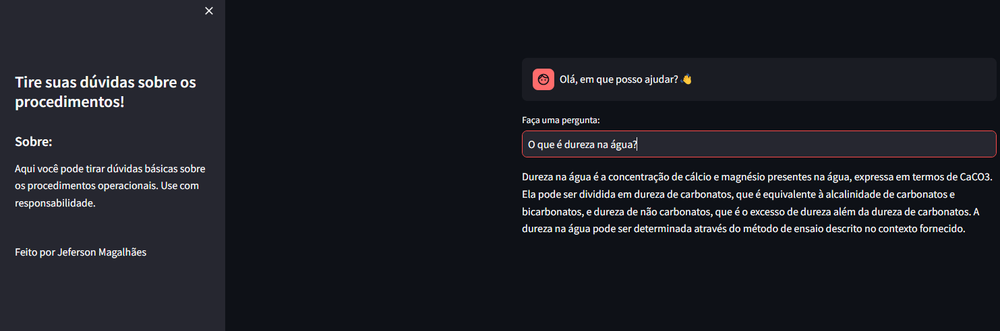 Tire suas dúvidas sobre os
procedimentos!
Sobre:
Aqui você pode tirar dúvidas básicas sobre
os procedimentos operacionais. Use com
responsabilidade.
Feito por Jeferson Magalhães
Olá, em que posso ajudar? 👋
Faça uma pergunta:
O que é dureza na água?
Dureza na água é a concentração de cálcio e magnésio presentes na água, expressa em termos de CaCO3.
Ela pode ser dividida em dureza de carbonatos, que é equivalente à alcalinidade de carbonatos e
bicarbonatos, e dureza de não carbonatos, que é o excesso de dureza além da dureza de carbonatos. A
dureza na água pode ser determinada através do método de ensaio descrito no contexto fornecido.